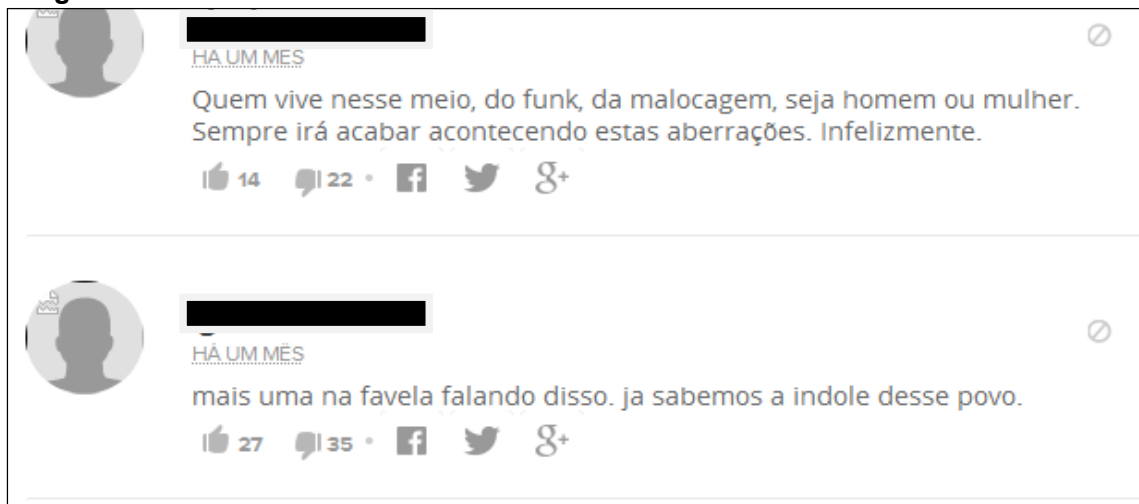 HÁ UM MÊS
Quem vive nesse meio, do funk, da malocagem, seja homem ou mulher.
Sempre irá acabar acontecendo estas aberrações. Infelizmente.
14 22 • g+
HÁ UM MÊS
mais uma na favela falando disso. ja sabemos a indole desse povo.
27 35 • g+